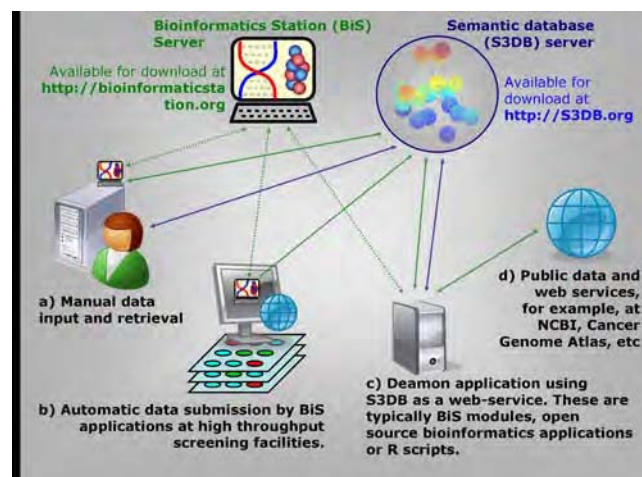 Bioinformatics Station (BiS)
Server
Available for download at
http://bioinformaticsta
tion.org
Semantic database
(S3DB) server
Available for
download at
http://S3DB.org
a) Manual data
input and retrieval
b) Automatic data submission by BiS
applications at high throughput
screening facilities.
c) Deamon application using
S3DB as a web-service. These are
typically BiS modules, open
source bioinformatics applications
or R scripts.
d) Public data and
web services,
for example, at
NCBI, Cancer
Genome Atlas, etc